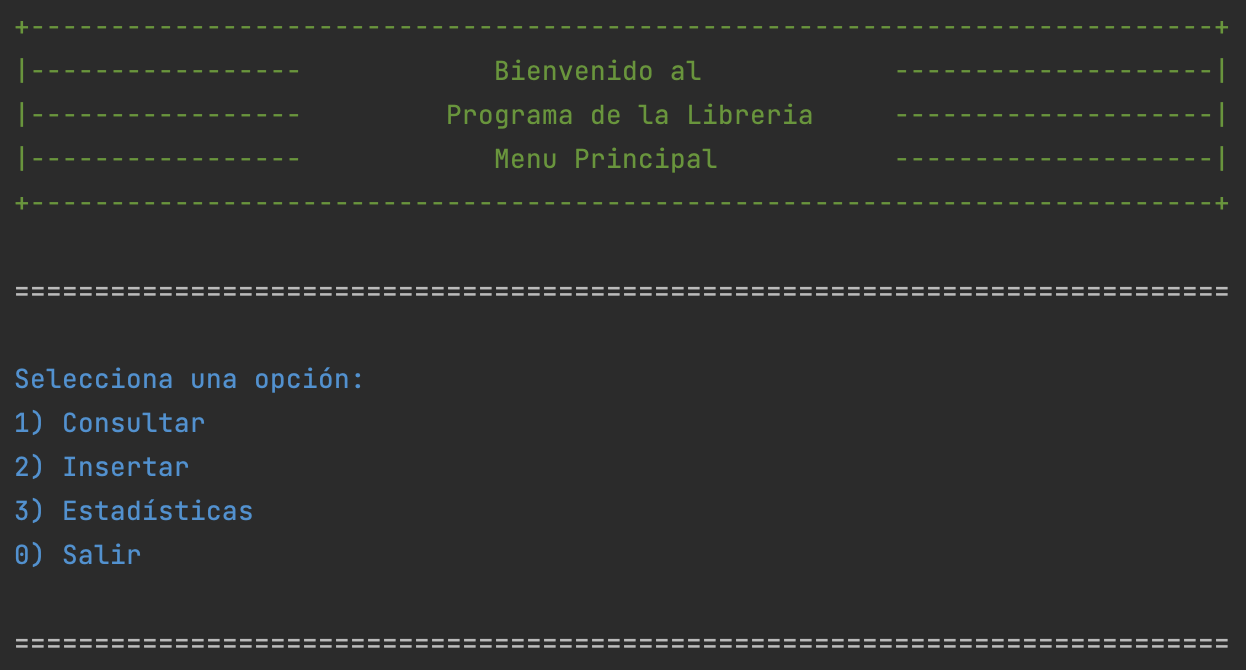 +--------------------------------------------------------------------------+
|-----------------            Bienvenido al            --------------------|
|-----------------         Programa de la Libreria     --------------------|
|-----------------            Menu Principal           --------------------|
+--------------------------------------------------------------------------+
============================================================================
Selecciona una opción:
1) Consultar
2) Insertar
3) Estadísticas
0) Salir
============================================================================